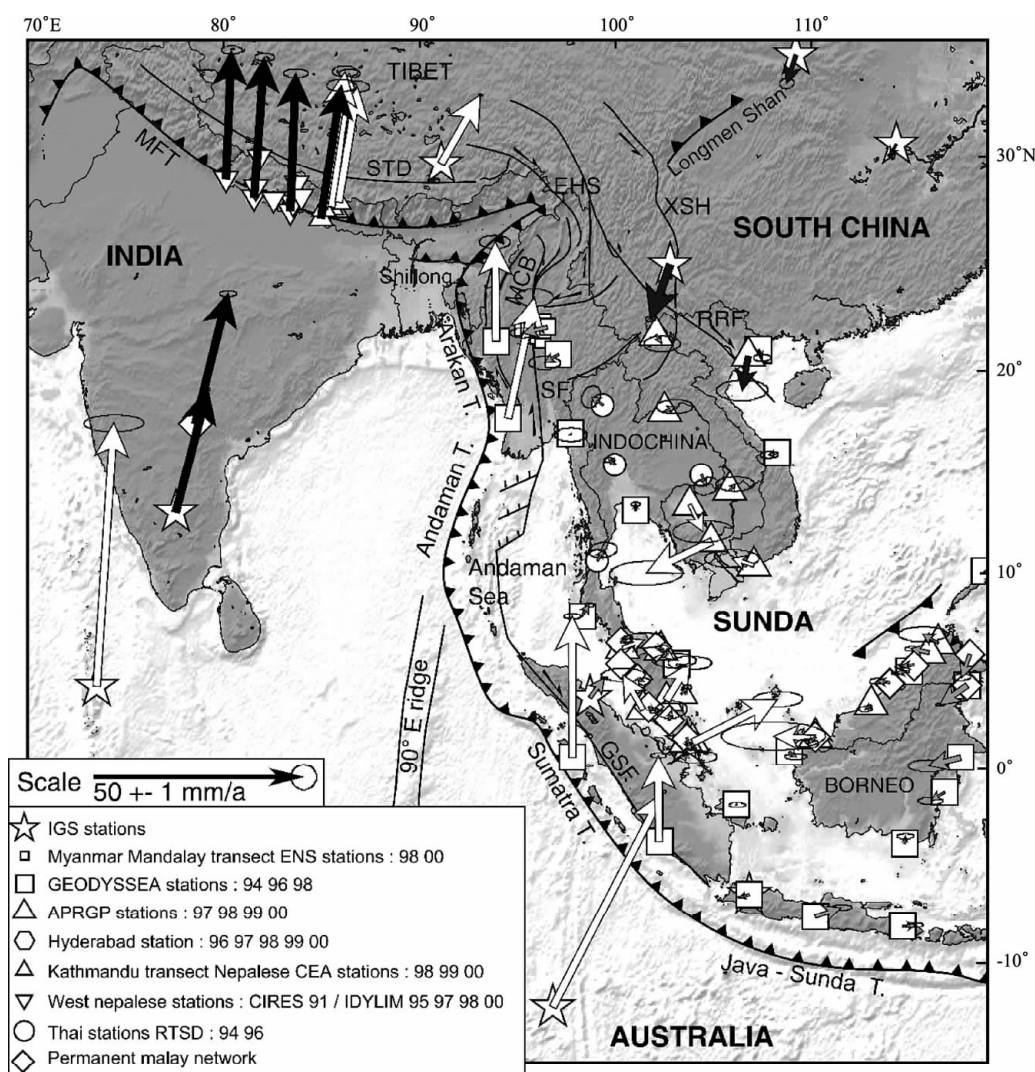 70˚E
80˚
90˚
100˚
110˚
TIBET
Longmen Shan
MFT
STD
30˚N
EHS
XSH
SOUTH CHINA
INDIA
Shillong
MCB
RRF
Arakan T.
SF
20˚
INDOCHINA
Andaman T.
Andaman
Sea
10˚
SUNDA
90˚ E ridge
GSF
Sumatra T.
0˚
BORNEO
Scale
50 +- 1 mm/a
IGS stations
Myanmar Mandalay transect ENS stations : 98 00
GEODYSSEA stations : 94 96 98
APRGP stations : 97 98 99 00
Hyderabad station : 96 97 98 99 00
Kathmandu transect Nepalese CEA stations : 98 99 00
West nepalese stations : CIRES 91 / IDYLIM 95 97 98 00
Thai stations RTSD : 94 96
Permanent malay network
-10˚
Java - Sunda T.
AUSTRALIA